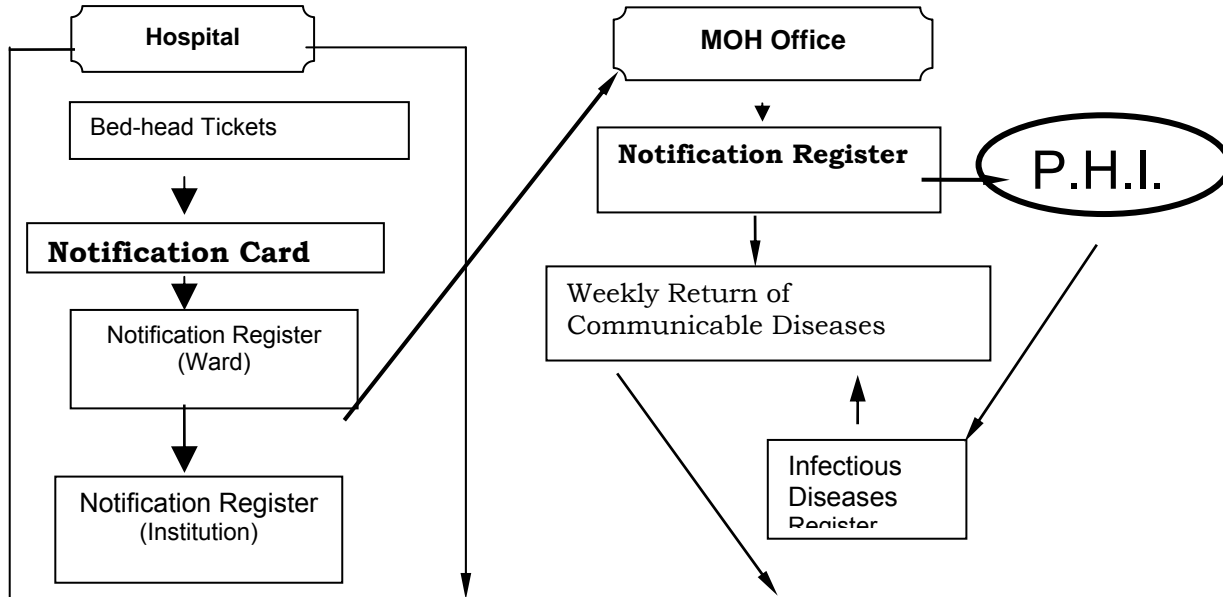 Hospital
Bed-head Tickets
Notification Card
Notification Register
(Ward)
Notification Register
(Institution)
MOH Office
Notification Register
P.H.I.
Weekly Return of
Communicable Diseases
Infectious
Diseases
Register